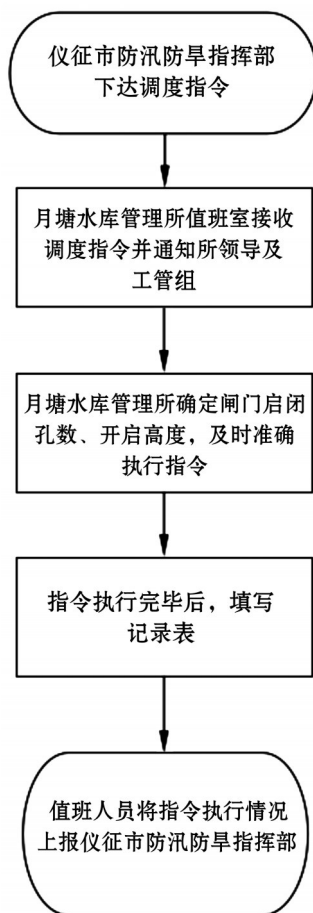 仪征市防汛防旱指挥部
下达调度指令
月塘水库管理所值班室接收
调度指令并通知所领导及
工管组
月塘水库管理所确定闸门启闭
孔数、开启高度，及时准确
执行指令
指令执行完毕后，填写
记录表
值班人员将指令执行情况
上报仪征市防汛防旱指挥部